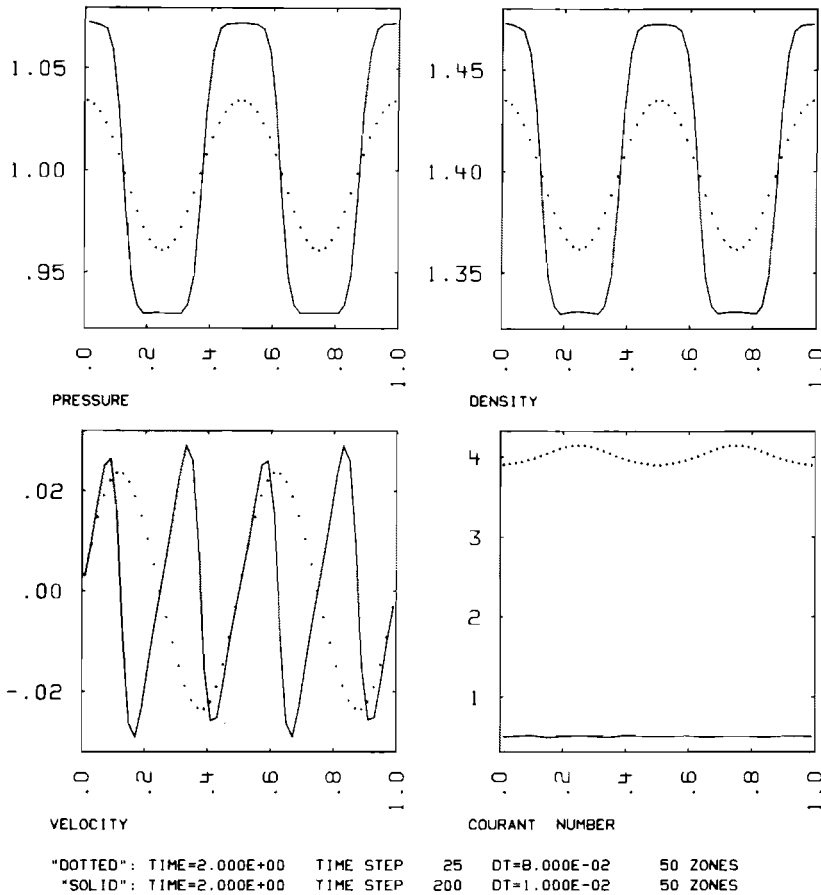 1.05
1.00
.95
.0 .2 .4 .6 .8 1.0
PRESSURE
1.45
1.40
1.35
.0 .2 .4 .6 .8 1.0
DENSITY
.02
.00
-.02
.0 .2 .4 .6 .8 1.0
VELOCITY
4
3
2
1
.0 .2 .4 .6 .8 1.0
COURANT NUMBER
"DOTTED": TIME=2.000E+00 TIME STEP 25 DT=8.000E-02 50 ZONES
"SOLID": TIME=2.000E+00 TIME STEP 200 DT=1.000E-02 50 ZONES